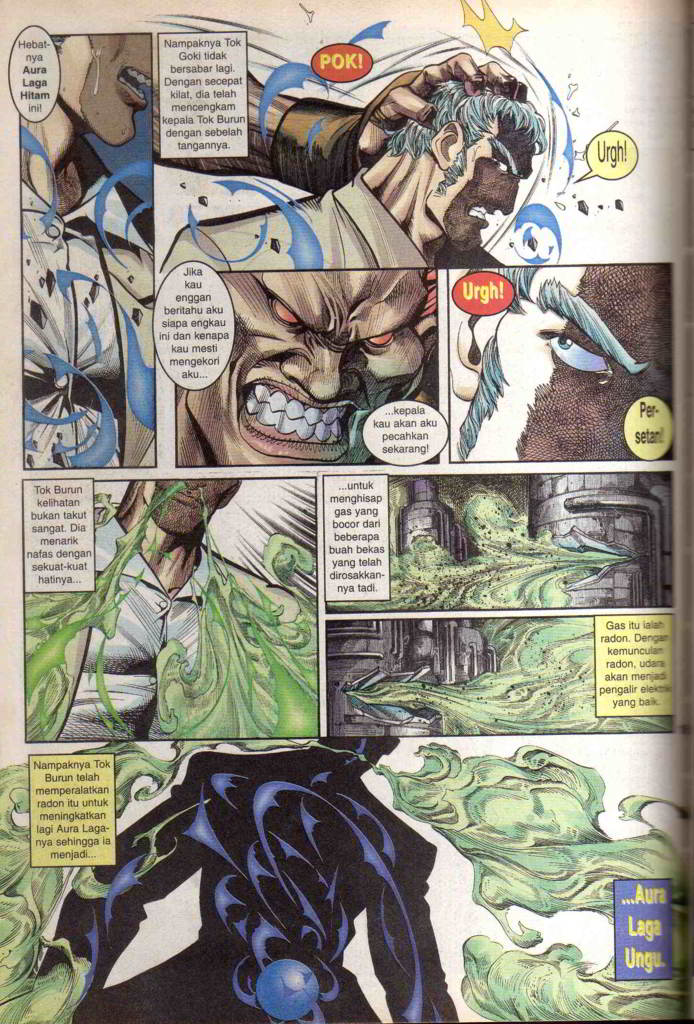 Hebat-
nya
Aura
Laga
Hitam
ini!
Nampaknya Tok
Goki tidak
bersabar lagi.
Dengan secepat
kilat, dia telah
mencengkam
kepala Tok Burun
dengan sebelah
tangannya.
POK!
Urgh!
Jika
kau
enggan
beritahu aku
siapa engkau
ini dan kenapa
kau mesti
mengekori
aku...
...kepala
kau akan aku
pecahkan
sekarang!
Urgh!
Per-
setan!
Tok Burun
kelihatan
bukan takut
sangat. Dia
menarik
nafas dengan
sekuat-kuat
hatinya...
...untuk
menghisap
gas yang
bocor dari
beberapa
buah bekas
yang telah
dirosakkan-
nya tadi.
Gas itu ialah
radon. Dengan
kemunculan
radon, udara
akan menjadi
pengalir elektrik
yang baik.
Nampaknya Tok
Burun telah
memperalatkan
radon itu untuk
meningkatkan
lagi Aura Laga-
nya sehingga ia
menjadi...
...Aura
Laga
Ungu.